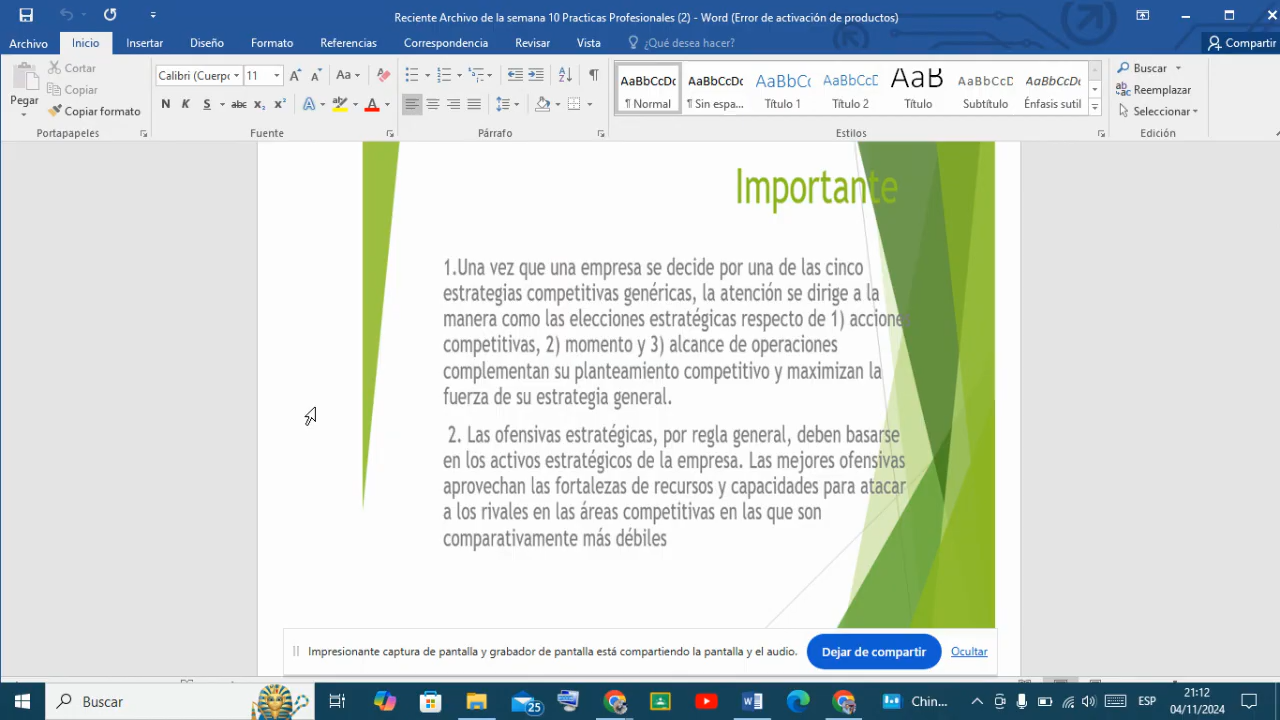 Reciente Archivo de la semana 10 Practicas Profesionales (2) - Word (Error de activación de productos)
Archivo Inicio Insertar Diseño Formato Referencias Correspondencia Revisar Vista ¿Qué desea hacer? Compartir
Pegar
Cortar
Copiar
Copiar formato
Portapapeles
Calibri (Cuerpo 11
Aa
N K S abc x₂ x²
A
A
Fuente
Párrafo
AaBbCcDc AaBbCcDc AaBbCc AaBbCcD AaB AaBbCcD AaBbCcDc
¶ Normal ¶ Sin espa... Título 1 Título 2 Título Subtítulo Énfasis sutil
Estilos
Buscar
Reemplazar
Seleccionar
Edición
Importante
1.Una vez que una empresa se decide por una de las cinco
estrategias competitivas genéricas, la atención se dirige a la
manera como las elecciones estratégicas respecto de 1) acciones
competitivas, 2) momento y 3) alcance de operaciones
complementan su planteamiento competitivo y maximizan la
fuerza de su estrategia general.
2. Las ofensivas estratégicas, por regla general, deben basarse
en los activos estratégicos de la empresa. Las mejores ofensivas
aprovechan las fortalezas de recursos y capacidades para atacar
a los rivales en las áreas competitivas en las que son
comparativamente más débiles
Impresionante captura de pantalla y grabador de pantalla está compartiendo la pantalla y el audio. Dejar de compartir Ocultar
Buscar
25
Chin...
ESP
21:12
04/11/2024